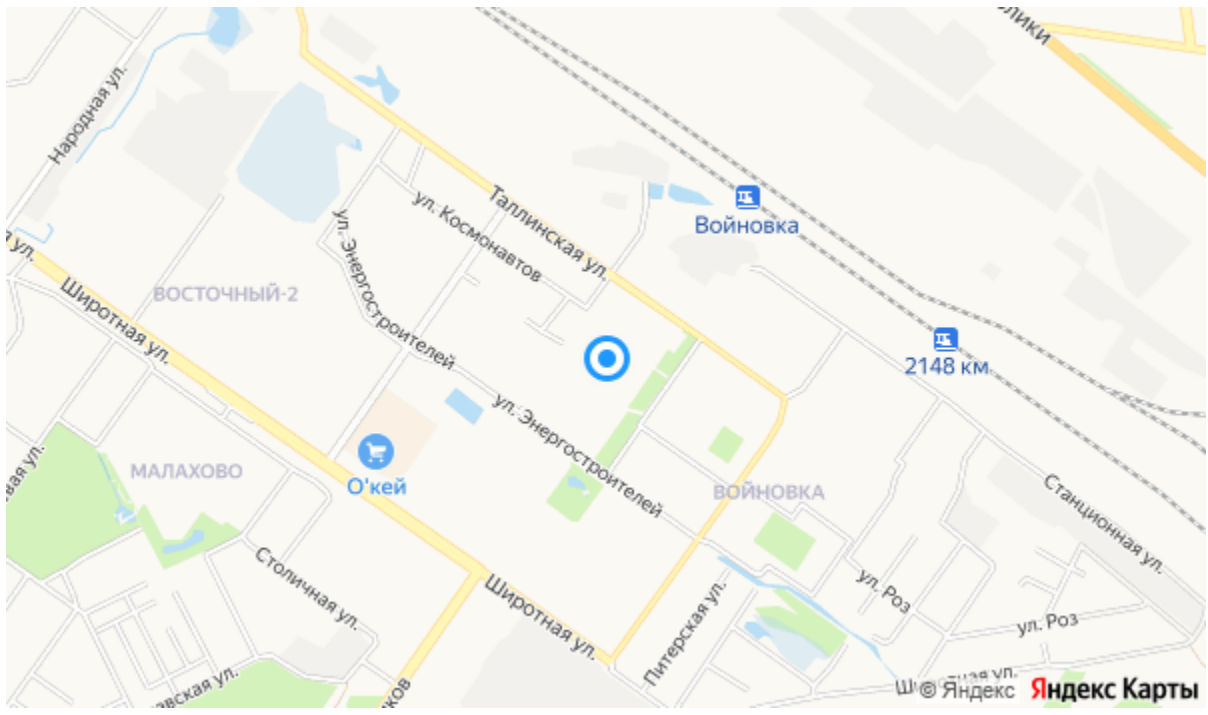 Народная ул.
ул. Космонавтов
Таллинская ул.
Войновка
ул. Энергостроителей
ВОСТОЧНЫЙ-2
Широтная ул.
2148 км
ул. Энергостроителей
МАЛАХОВО
О'кей
ВОЙНОВКА
Станционная ул.
Столичная ул.
Широтная ул.
ул. Роз
Питерская ул.
ул. Роз
© Яндекс Яндекс Карты